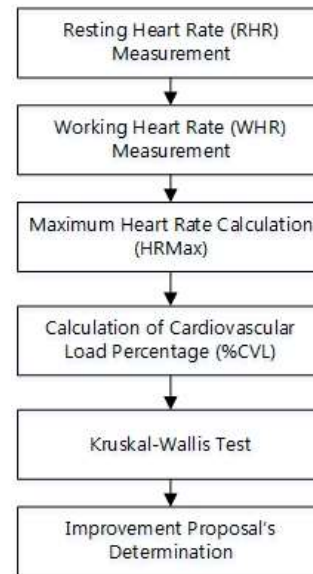 Resting Heart Rate (RHR)
Measurement
Working Heart Rate (WHR)
Measurement
Maximum Heart Rate Calculation
(HRMax)
Calculation of Cardiovascular
Load Percentage (%CVL)
Kruskal-Wallis Test
Improvement Proposal's
Determination